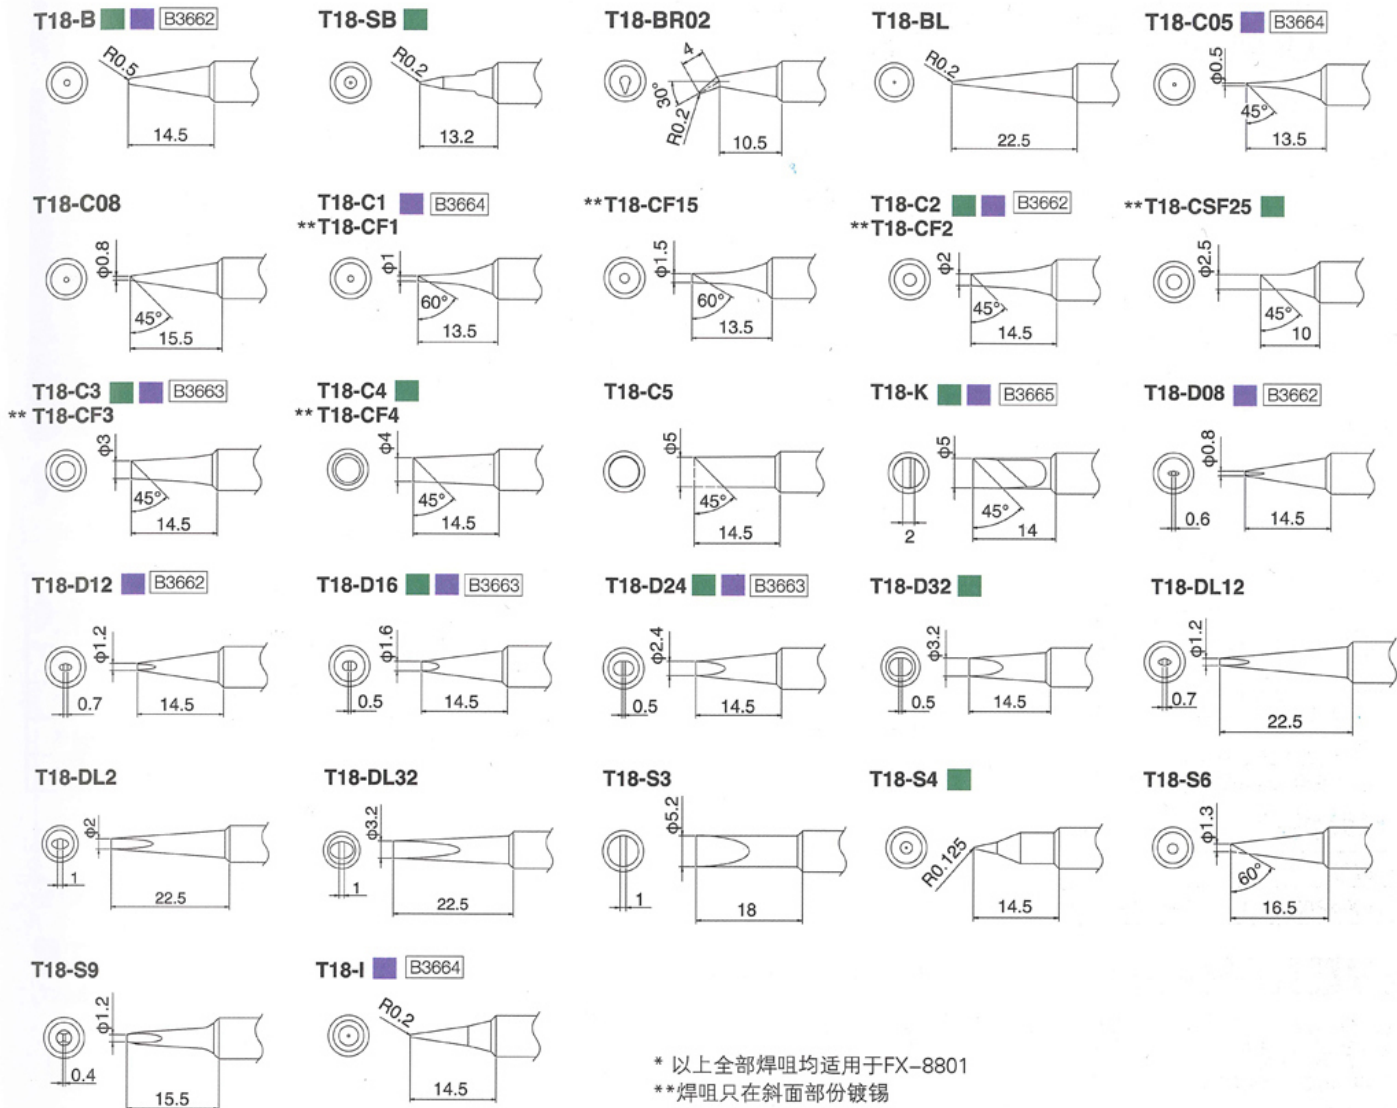 T18-B B3662
T18-SB
T18-BR02
T18-BL
T18-C05 B3664
R0.5
14.5
R0.2
13.2
4
30°
R0.2
10.5
R0.2
22.5
φ0.5
45°
13.5
T18-C08
T18-C1 B3664
**T18-CF1
**T18-CF15
T18-C2 B3662
**T18-CF2
**T18-CSF25
φ0.8
45°
15.5
φ1
60°
13.5
φ1.5
60°
13.5
φ2
45°
14.5
φ2.5
45°
10
T18-C3 B3663
** T18-CF3
T18-C4
** T18-CF4
T18-C5
T18-K B3665
T18-D08 B3662
φ3
45°
14.5
φ4
45°
14.5
φ5
45°
14.5
φ5
2
45°
14
φ0.8
0.6
14.5
T18-D12 B3662
T18-D16 B3663
T18-D24 B3663
T18-D32
T18-DL12
φ1.2
0.7
14.5
φ1.6
0.5
14.5
φ2.4
0.5
14.5
φ3.2
0.5
14.5
φ1.2
0.7
22.5
T18-DL2
T18-DL32
T18-S3
T18-S4
T18-S6
φ2
1
22.5
φ3.2
1
22.5
φ5.2
1
18
R0.125
14.5
φ1.3
60°
16.5
T18-S9
T18-I B3664
φ1.2
0.4
15.5
R0.2
14.5
* 以上全部焊咀均适用于FX-8801
**焊咀只在斜面部份镀锡